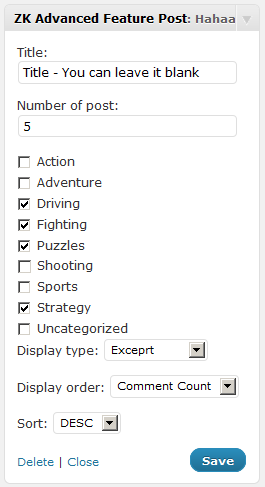 ZK Advanced Feature Post: Hahaa
Title:
Title - You can leave it blank
Number of post:
5
Action
Adventure
Driving
Fighting
Puzzles
Shooting
Sports
Strategy
Uncategorized
Display type: Exceprt
Display order: Comment Count
Sort: DESC
Delete | Close Save